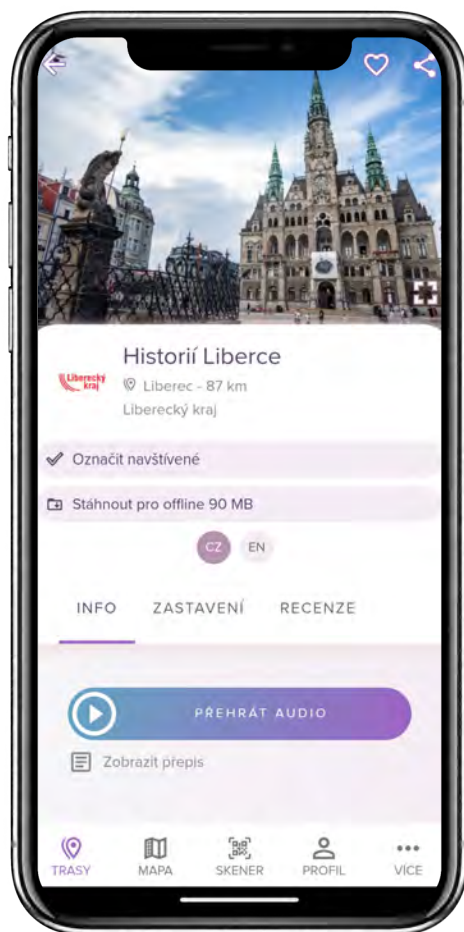 Historií Liberce
Liberecký
kraj
Liberec - 87 km
Liberecký kraj
Označit navštívené
Stáhnout pro offline 90 MB
CZ EN
INFO ZASTAVENÍ RECENZE
PŘEHRÁT AUDIO
Zobrazit přepis
TRASY MAPA SKENER PROFIL VÍCE